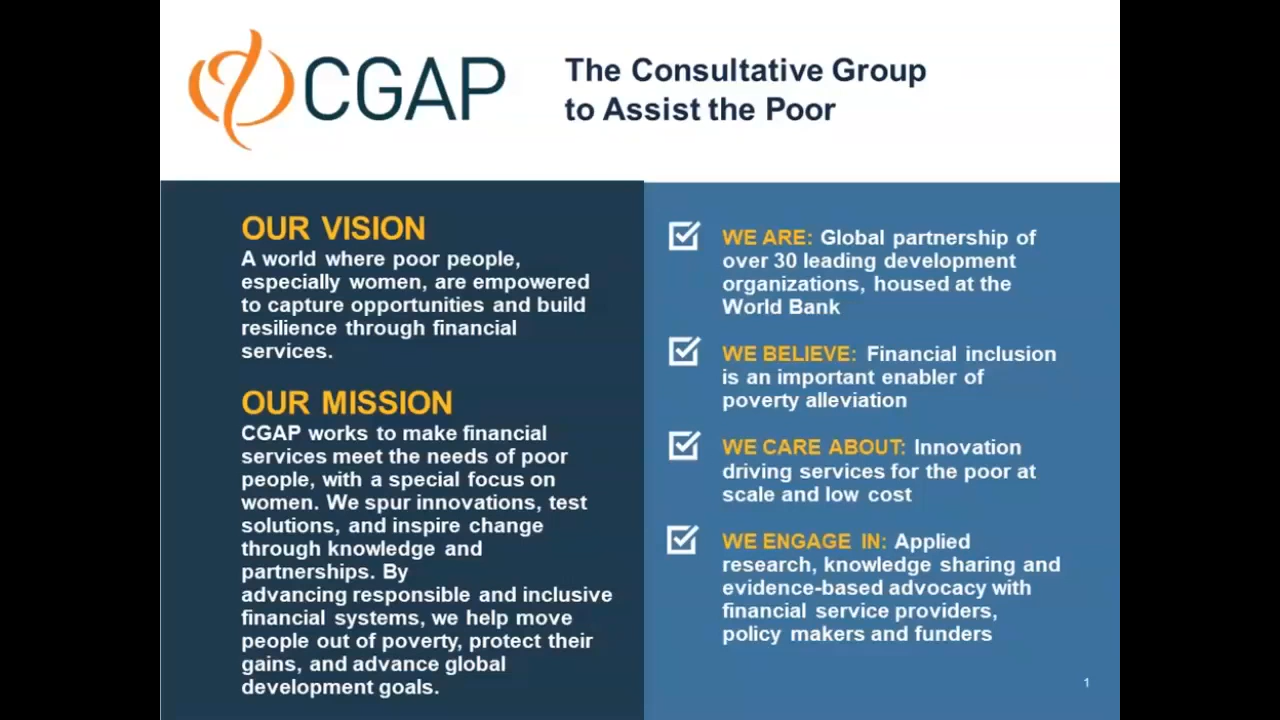 CGAP
The Consultative Group
to Assist the Poor
OUR VISION
A world where poor people,
especially women, are empowered
to capture opportunities and build
resilience through financial
services.
OUR MISSION
CGAP works to make financial
services meet the needs of poor
people, with a special focus on
women. We spur innovations, test
solutions, and inspire change
through knowledge and
partnerships. By
advancing responsible and inclusive
financial systems, we help move
people out of poverty, protect their
gains, and advance global
development goals.
WE ARE: Global partnership of
over 30 leading development
organizations, housed at the
World Bank
WE BELIEVE: Financial inclusion
is an important enabler of
poverty alleviation
WE CARE ABOUT: Innovation
driving services for the poor at
scale and low cost
WE ENGAGE IN: Applied
research, knowledge sharing and
evidence-based advocacy with
financial service providers,
policy makers and funders
1